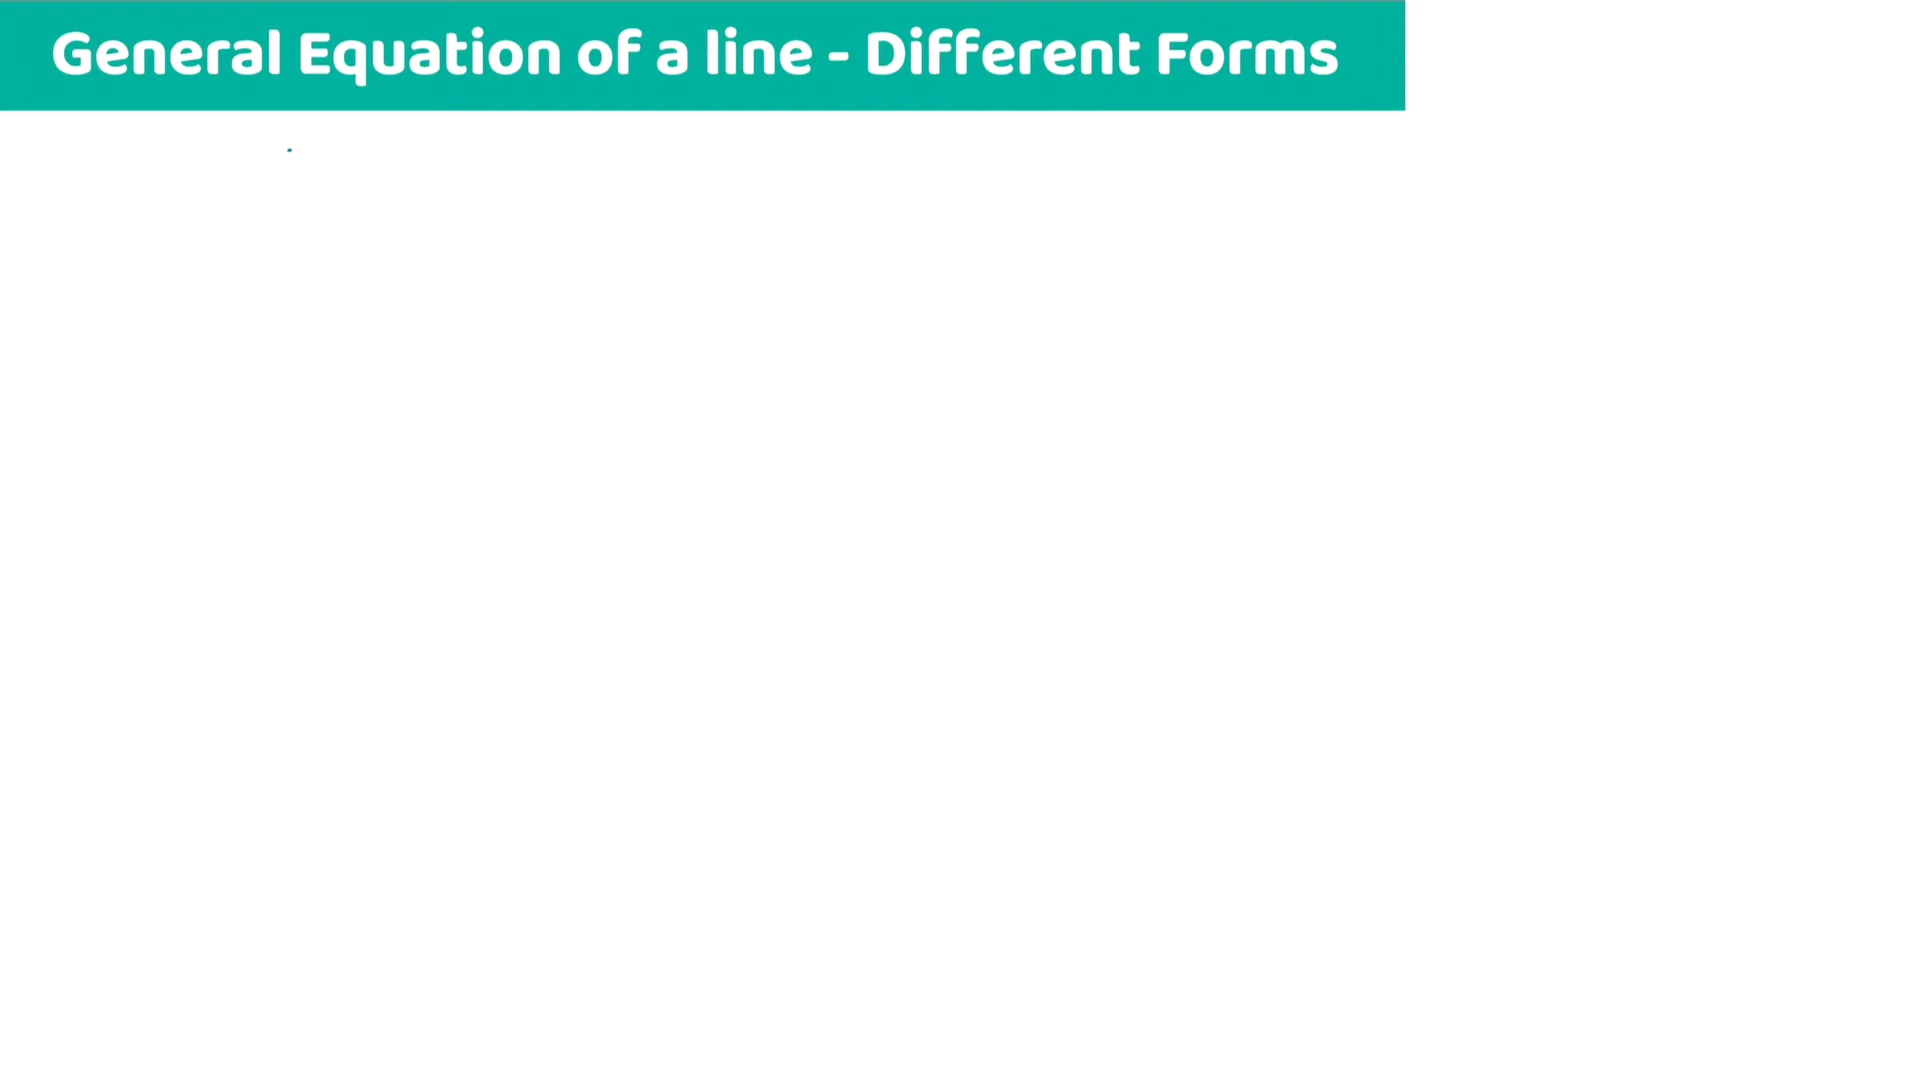 General Equation of a line - Different Forms